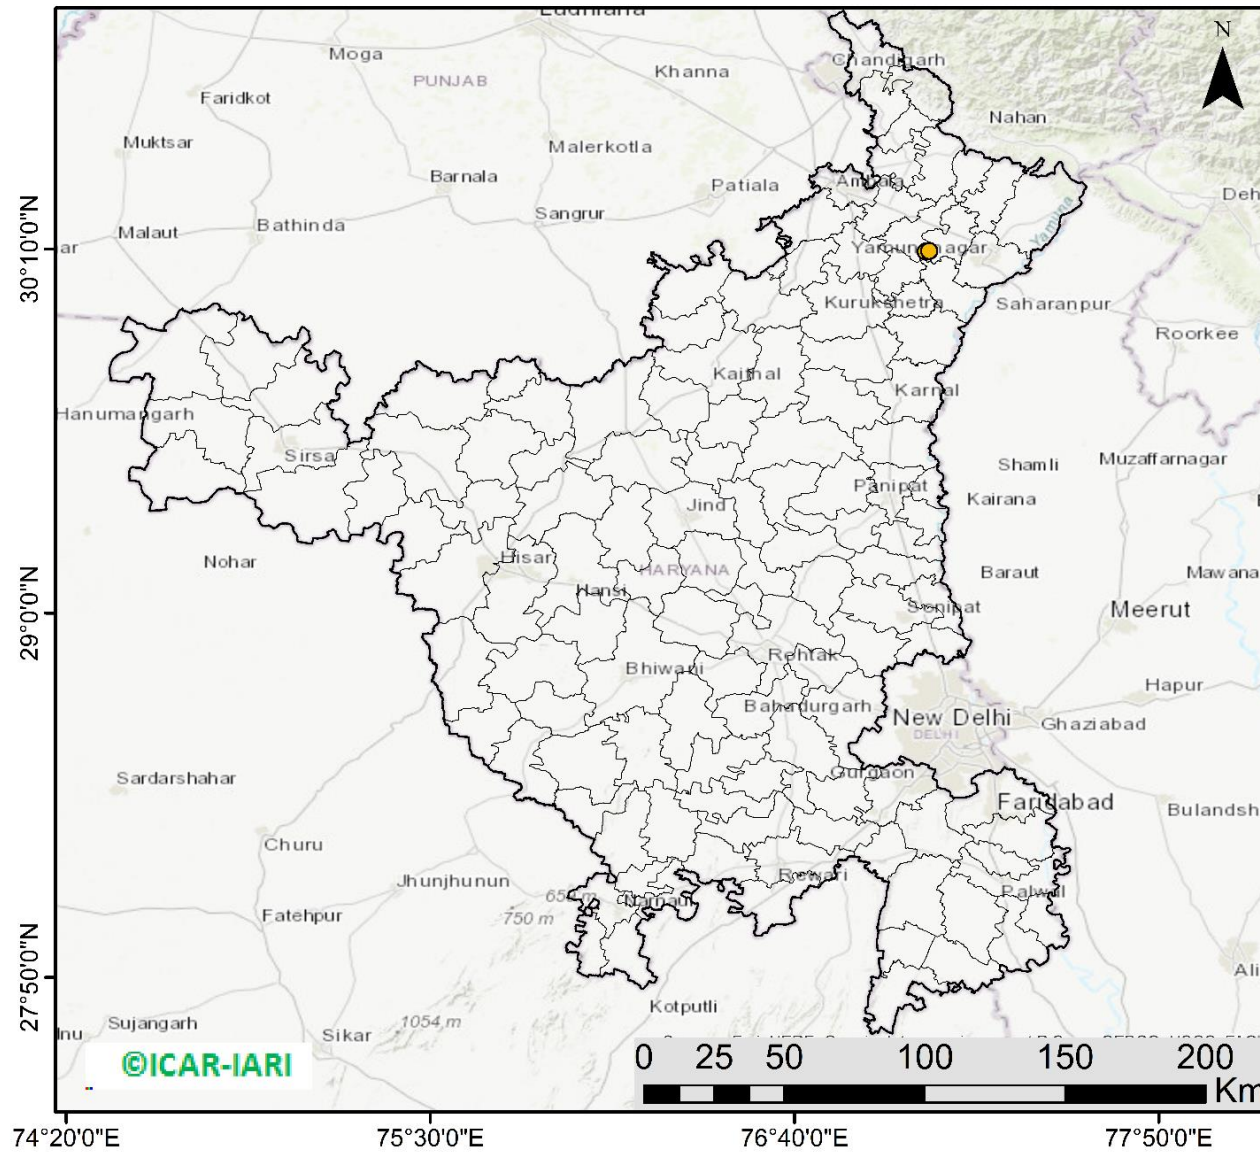 Ludhiana
N
Moga
Chandigarh
Khanna
PUNJAB
Faridkot
Nahan
Muktsar
Malerkotla
Barnala
Patiala
Ambala
Sangrur
Yamuna
Bathinda
Malaut
30°10'0"N
Kurukshetra
Saharanpur
Roorkee
Kaithal
Karnal
Hanumangarh
Sirsa
Shamli
Muzaffarnagar
Panipat
Kairana
Jind
Hisar
Nohar
HARYANA
Baraut
Mawana
Hansi
29°0'0"N
Sonipat
Meerut
Rohtak
Bhiwani
Hapur
Bahadurgarh
New Delhi
Ghaziabad
DELHI
Gurgaon
Sardarshahar
Faridabad
Bulandsh
Churu
Rewari
Jhunjhunun
Palwal
650 m
Narnaul
750 m
Fatehpur
27°50'0"N
Ali
Kotputli
Sujangarh
1054 m
Sikar
©ICAR-IARI
0 25 50 100 150 200
Km
74°20'0"E 75°30'0"E 76°40'0"E 77°50'0"E